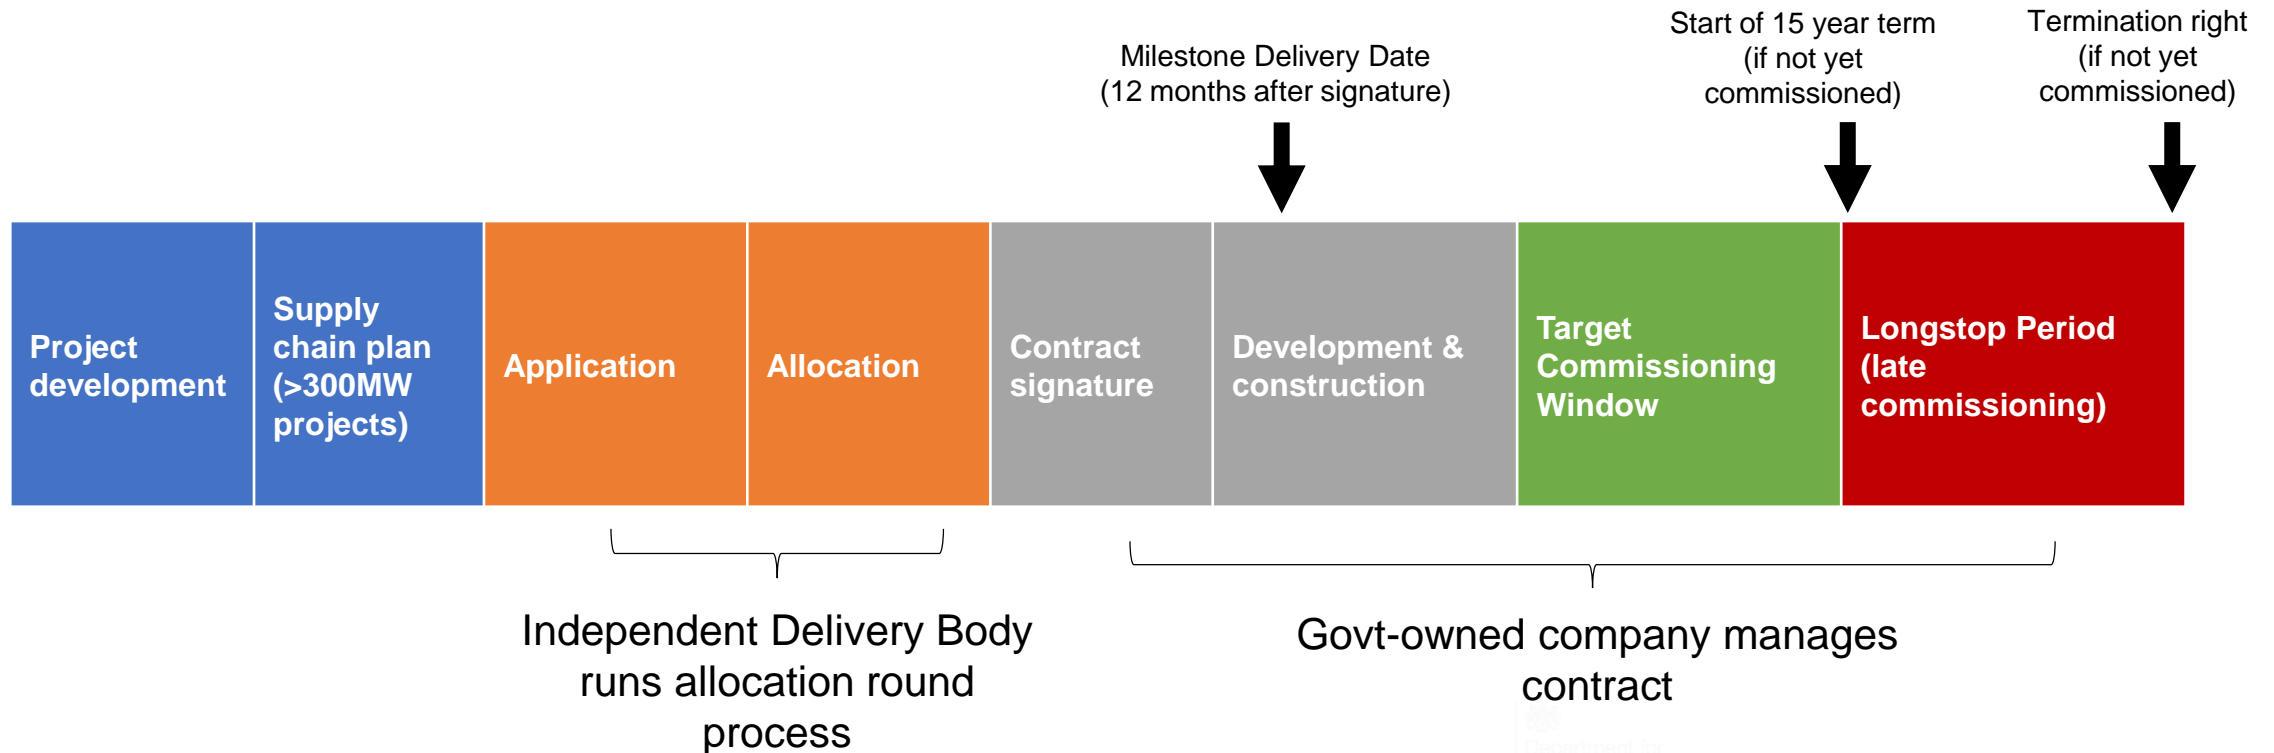 Start of 15 year term
(if not yet
commissioned)
Termination right
(if not yet
commissioned)
Milestone Delivery Date
(12 months after signature)
Project
development
Supply
chain plan
(>300MW
projects)
Application
Allocation
Contract
signature
Development &
construction
Target
Commissioning
Window
Longstop Period
(late
commissioning)
Independent Delivery Body
runs allocation round
process
Govt-owned company manages
contract
Department for